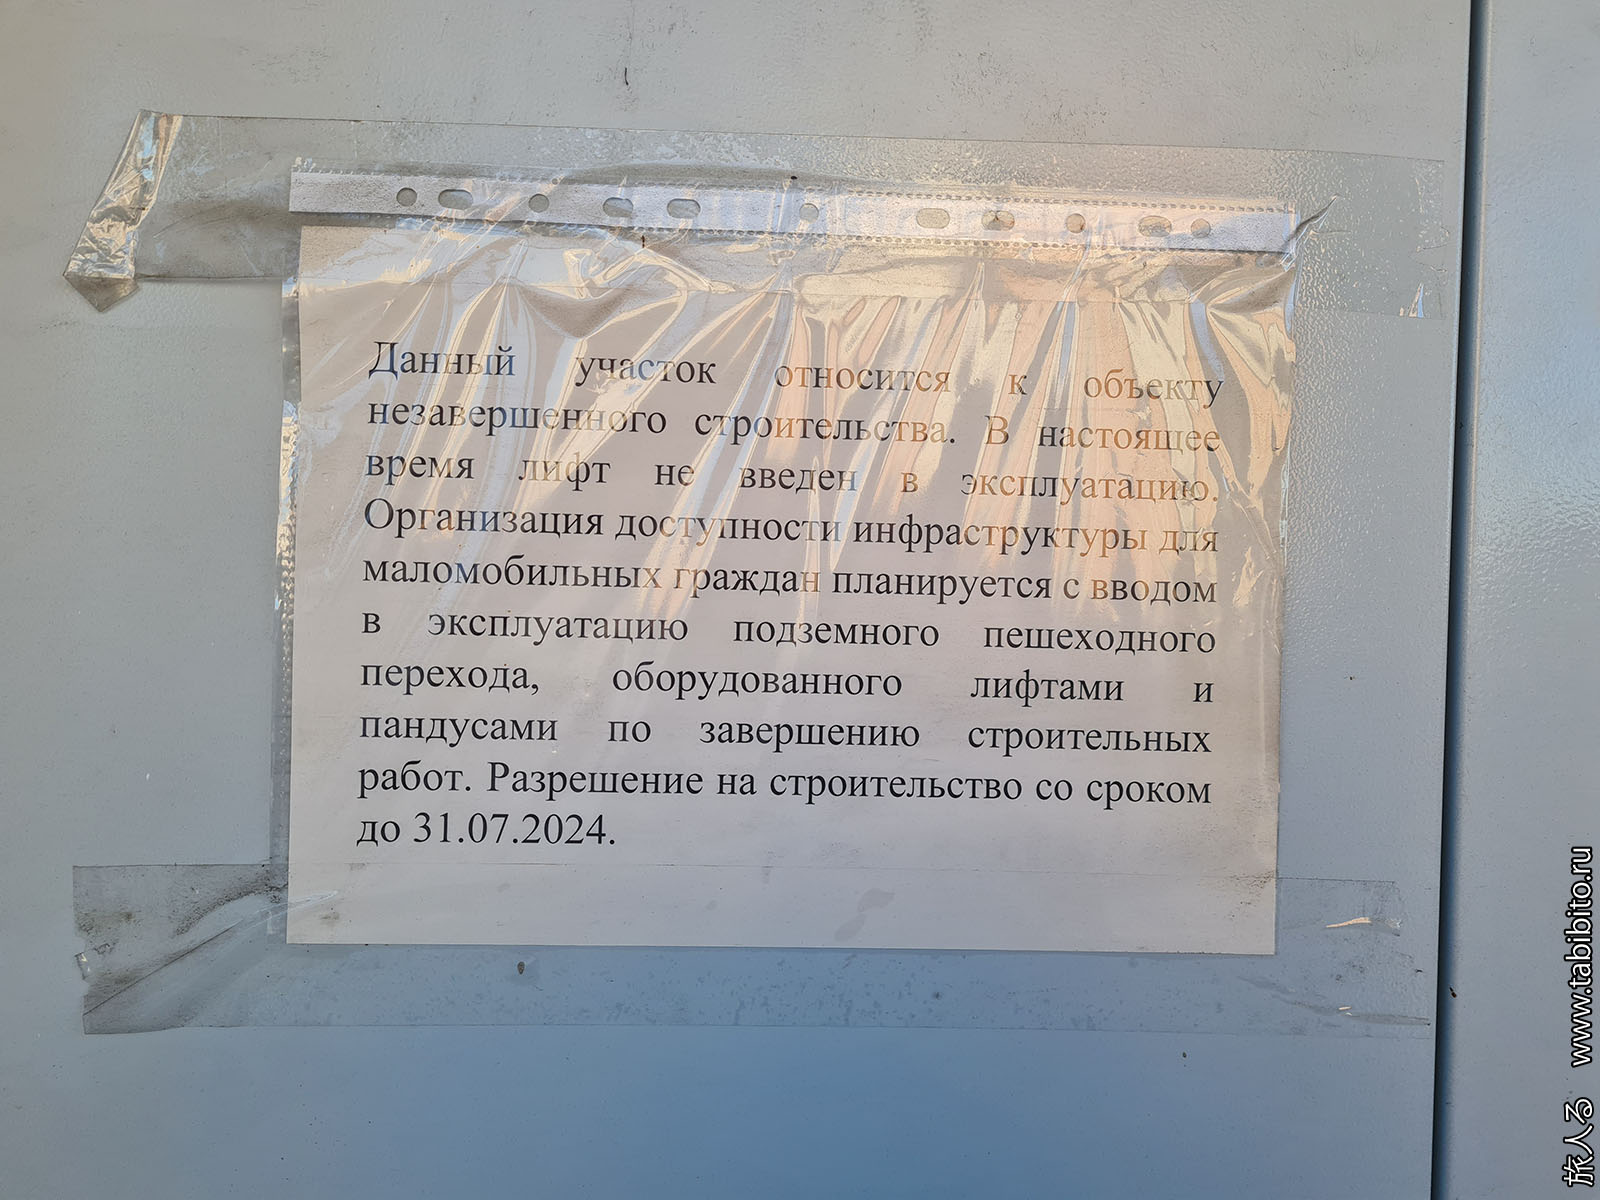 Данный участок относится к объекту
незавершенного строительства. В настоящее
время лифт не введен в эксплуатацию.
Организация доступности инфраструктуры для
маломобильных граждан планируется с вводом
в эксплуатацию подземного пешеходного
перехода, оборудованного лифтами и
пандусами по завершению строительных
работ. Разрешение на строительство со сроком
до 31.07.2024.
旅人る www.tabibito.ru